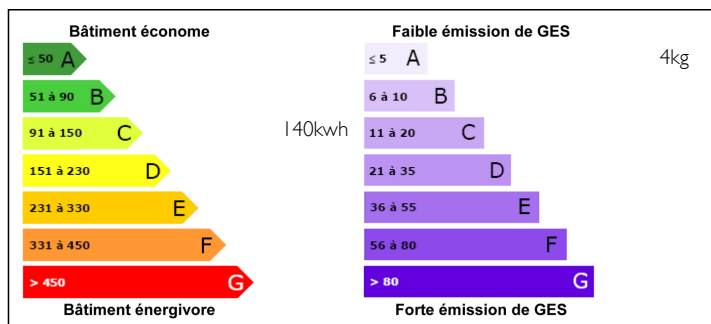 Bâtiment économe
≤ 50 A
51 à 90 B
91 à 150 C
140kwh
151 à 230 D
231 à 330 E
331 à 450 F
> 450 G
Bâtiment énergivore
Faible émission de GES
≤ 5 A
4kg
6 à 10 B
11 à 20 C
21 à 35 D
36 à 55 E
56 à 80 F
> 80 G
Forte émission de GES